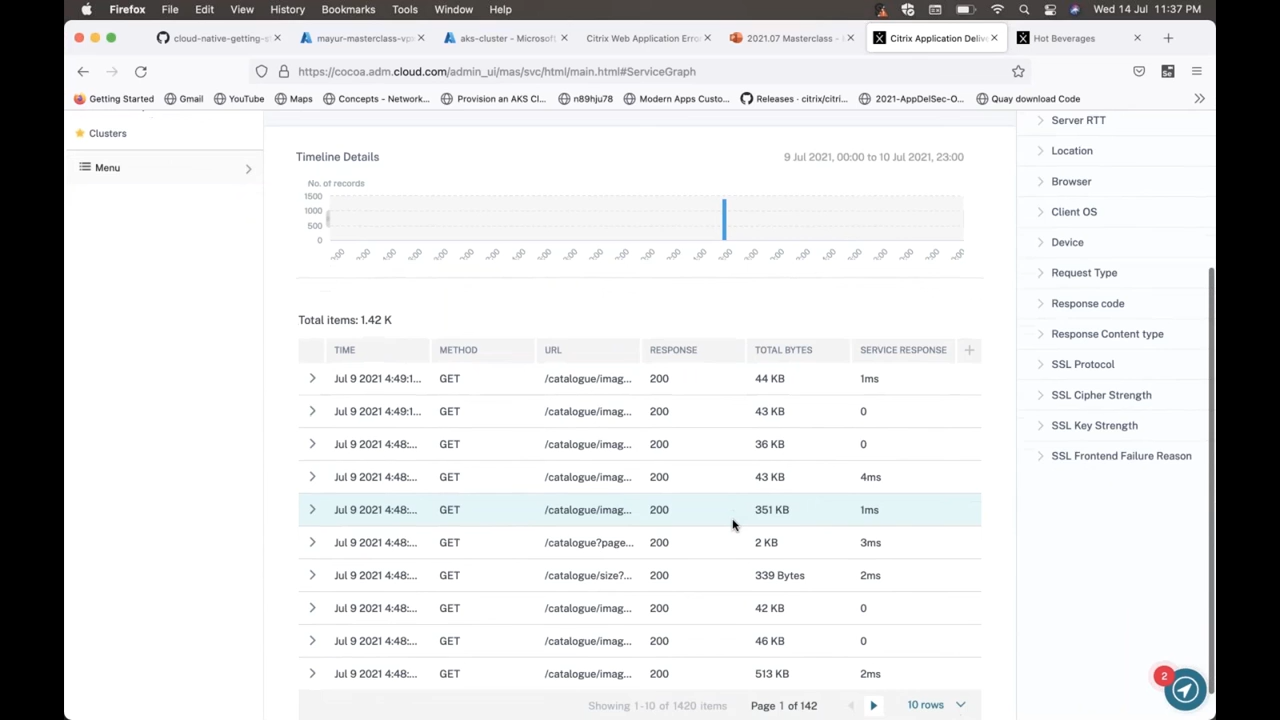 Firefox File Edit View History Bookmarks Tools Window Help Wed 14 Jul 11:37 PM
cloud-native-getting-s mayur-masterclass-vp aks-cluster - Microsof Citrix Web Application Erro 2021.07 Masterclass - Citrix Application Delive Hot Beverages
https://cocoa.adm.cloud.com/admin_ui/mas/svc/html/main.html#ServiceGraph
Getting Started Gmail YouTube Maps Concepts - Network... Provision an AKS Cl... n89hju78 Modern Apps Custo... Releases · citrix/citri... 2021-AppDelSec-O... Quay download Code
Clusters
Menu
Timeline Details 9 Jul 2021, 00:00 to 10 Jul 2021, 23:00
No. of records
1500
1000
500
0
Total items: 1.42 K
TIME METHOD URL RESPONSE TOTAL BYTES SERVICE RESPONSE
Jul 9 2021 4:49:1... GET /catalogue/imag... 200 44 KB 1ms
Jul 9 2021 4:49:1... GET /catalogue/imag... 200 43 KB 0
Jul 9 2021 4:48:... GET /catalogue/imag... 200 36 KB 0
Jul 9 2021 4:48:... GET /catalogue/imag... 200 43 KB 4ms
Jul 9 2021 4:48:... GET /catalogue/imag... 200 351 KB 1ms
Jul 9 2021 4:48:... GET /catalogue?page... 200 2 KB 3ms
Jul 9 2021 4:48:... GET /catalogue/size?... 200 339 Bytes 2ms
Jul 9 2021 4:48:... GET /catalogue/imag... 200 42 KB 0
Jul 9 2021 4:48:... GET /catalogue/imag... 200 46 KB 0
Jul 9 2021 4:48:... GET /catalogue/imag... 200 513 KB 2ms
Showing 1-10 of 1420 items Page 1 of 142 10 rows
Server RTT
Location
Browser
Client OS
Device
Request Type
Response code
Response Content type
SSL Protocol
SSL Cipher Strength
SSL Key Strength
SSL Frontend Failure Reason
2